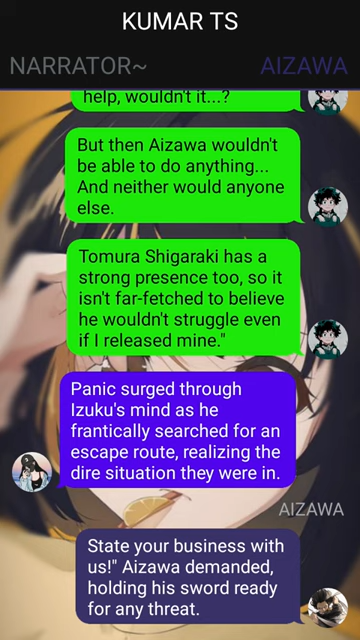 KUMAR TS
NARRATOR~ AIZAWA
help, wouldn't it...?
But then Aizawa wouldn't
be able to do anything...
And neither would anyone
else.
Tomura Shigaraki has a
strong presence too, so it
isn't far-fetched to believe
he wouldn't struggle even
if I released mine."
Panic surged through
Izuku's mind as he
frantically searched for an
escape route, realizing the
dire situation they were in.
AIZAWA
State your business with
us!" Aizawa demanded,
holding his sword ready
for any threat.